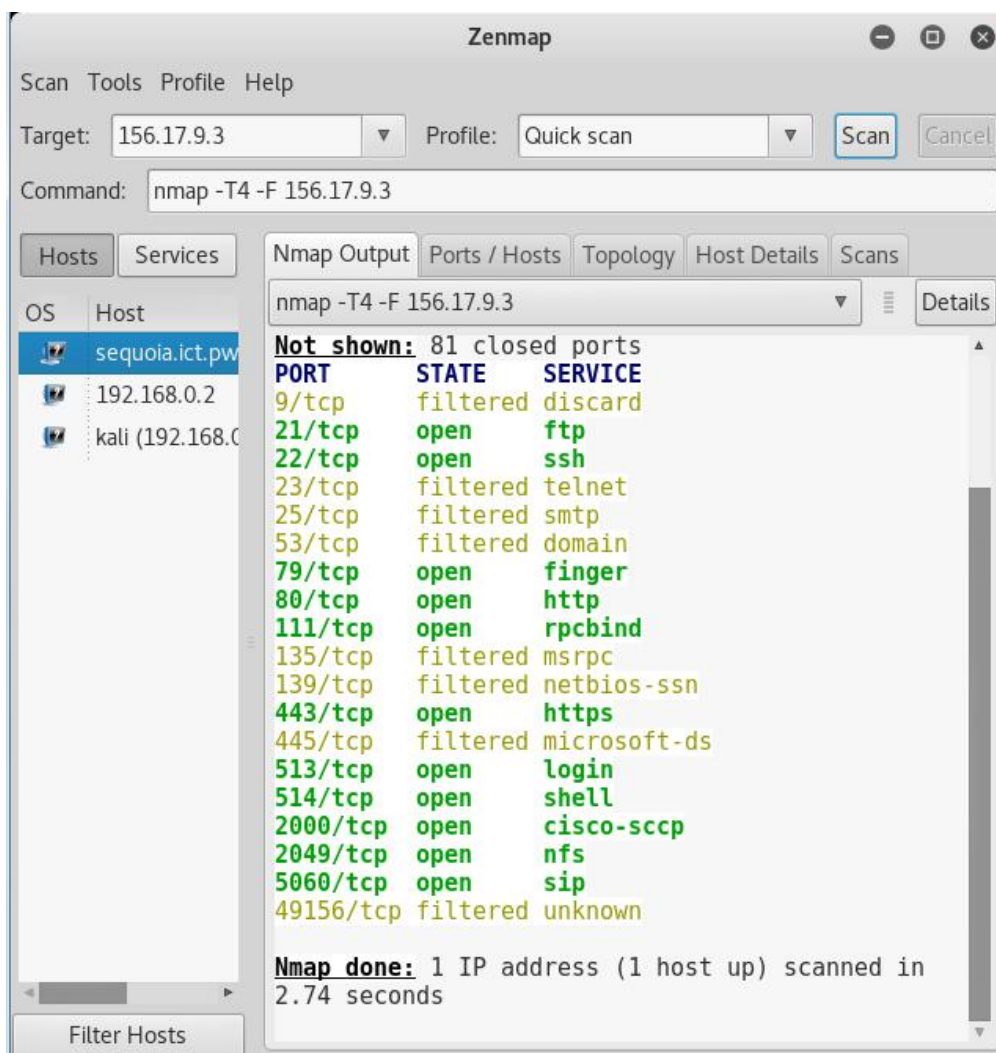 Zenmap
Scan Tools Profile Help
Target: 156.17.9.3 Profile: Quick scan Scan Cancel
Command: nmap -T4 -F 156.17.9.3
Hosts Services
OS Host
sequoia.ict.pw
192.168.0.2
kali (192.168.0
Filter Hosts
Nmap Output Ports / Hosts Topology Host Details Scans
nmap -T4 -F 156.17.9.3 Details
Not shown: 81 closed ports
PORT STATE SERVICE
9/tcp filtered discard
21/tcp open ftp
22/tcp open ssh
23/tcp filtered telnet
25/tcp filtered smtp
53/tcp filtered domain
79/tcp open finger
80/tcp open http
111/tcp open rpcbind
135/tcp filtered msrpc
139/tcp filtered netbios-ssn
443/tcp open https
445/tcp filtered microsoft-ds
513/tcp open login
514/tcp open shell
2000/tcp open cisco-sccp
2049/tcp open nfs
5060/tcp open sip
49156/tcp filtered unknown
Nmap done: 1 IP address (1 host up) scanned in
2.74 seconds